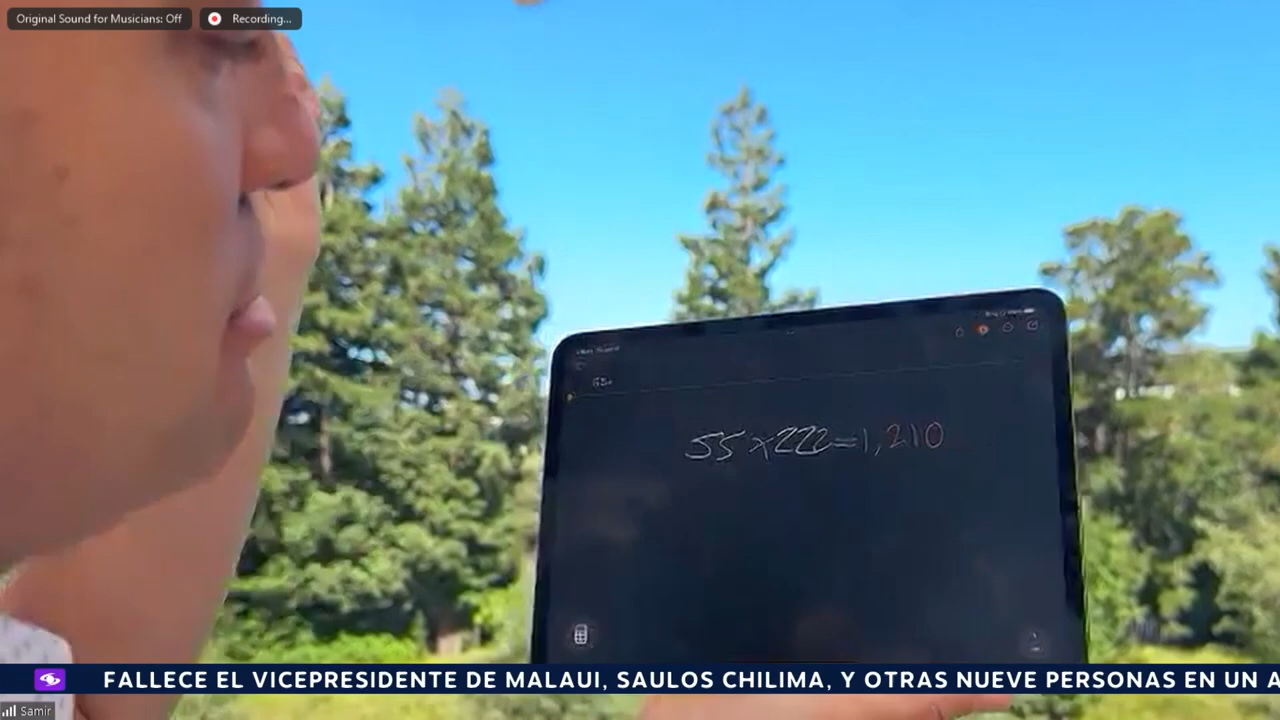 Original Sound for Musicians: Off
Recording...
55×222=1,210
FALLECE EL VICEPRESIDENTE DE MALAUI, SAULOS CHILIMA, Y OTRAS NUEVE PERSONAS EN UN A
Samir